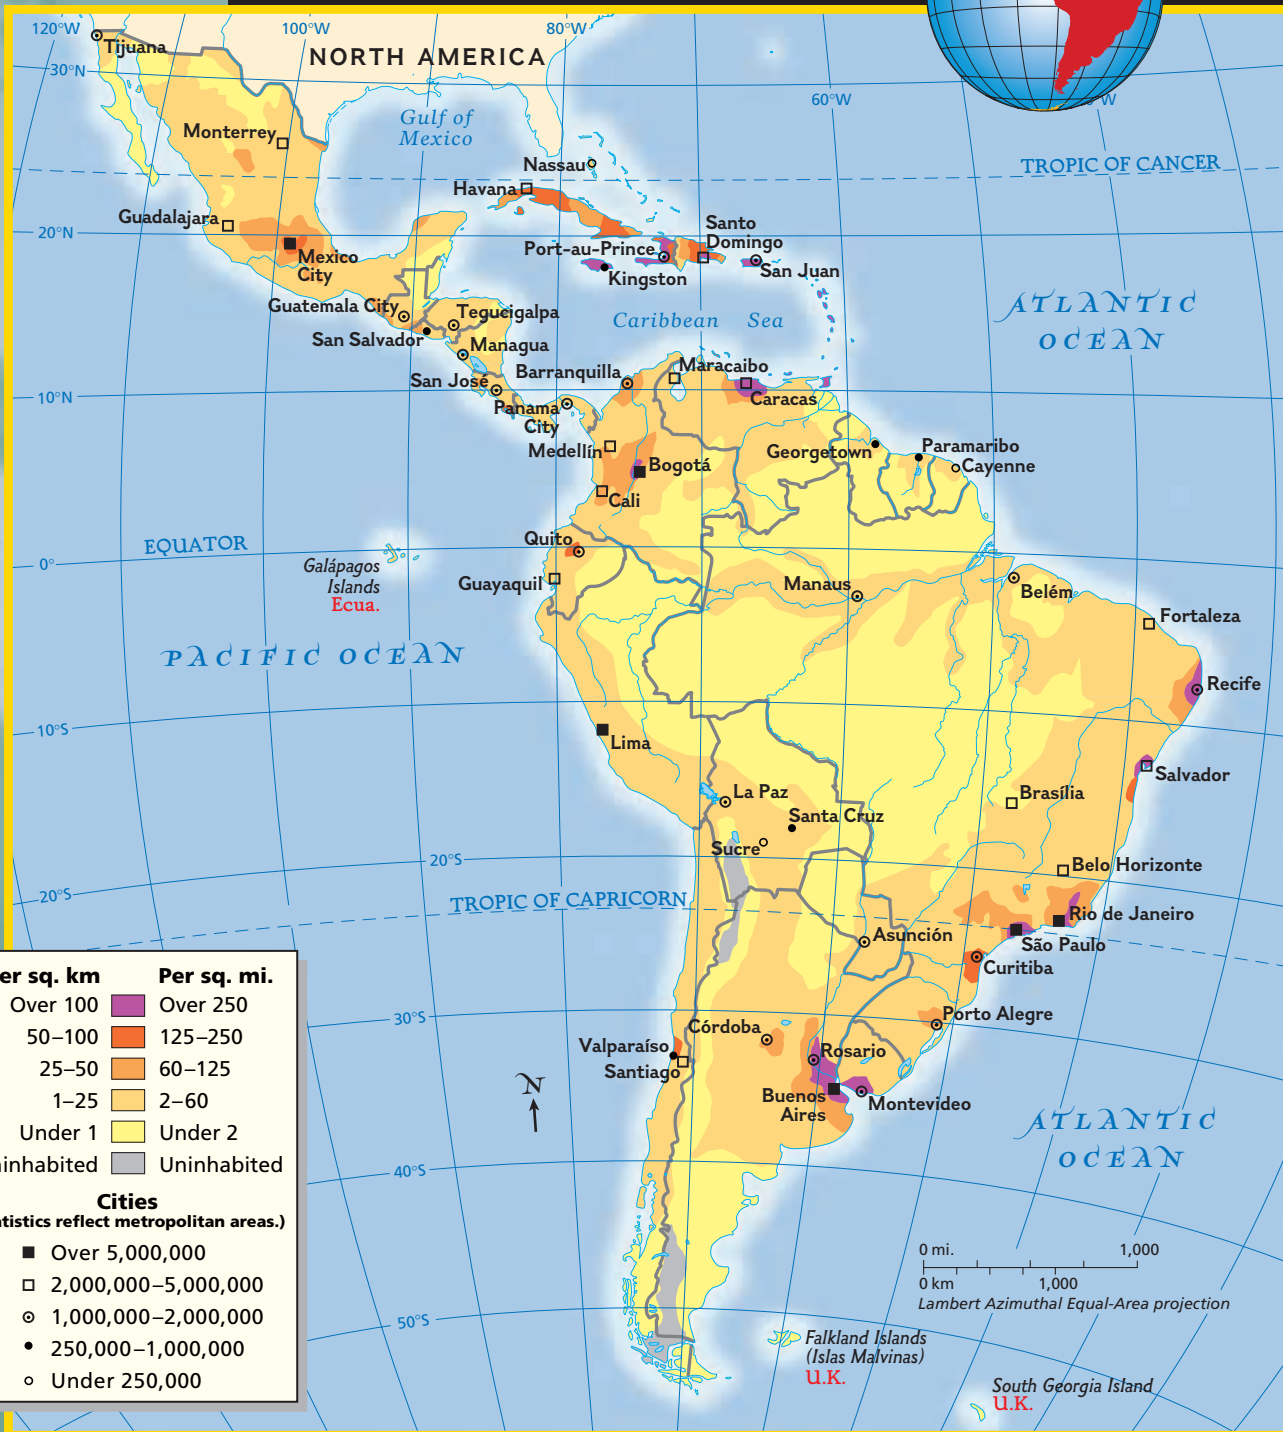 120°W
100°W
80°W
Tijuana
NORTH AMERICA
30°N
60°W
°W
Gulf of
Mexico
Monterrey
Nassau
TROPIC OF CANCER
Havana
Guadalajara
Santo
Domingo
20°N
Port-au-Prince
Mexico
City
San Juan
Kingston
ATLANTIC
OCEAN
Guatemala City
Tegucigalpa
Caribbean Sea
San Salvador
Managua
Maracaibo
San José
Barranquilla
10°N
Caracas
Panama
City
Medellín
Georgetown
Paramaribo
Bogotá
Cayenne
Cali
EQUATOR
Quito
0°
Galápagos
Islands
Ecua.
Guayaquil
Manaus
Belém
Fortaleza
PACIFIC OCEAN
Recife
10°S
Lima
Salvador
La Paz
Brasília
Santa Cruz
Sucre
20°S
Belo Horizonte
20°S
TROPIC OF CAPRICORN
Rio de Janeiro
Asunción
São Paulo
Curitiba
30°S
Porto Alegre
Córdoba
Valparaíso
Rosario
Santiago
N
Buenos
Aires
Montevideo
ATLANTIC
OCEAN
40°S
50°S
er sq. km Per sq. mi.
Over 100 Over 250
50–100 125–250
25–50 60–125
1–25 2–60
Under 1 Under 2
inhabited Uninhabited
Cities
tistics reflect metropolitan areas.)
Over 5,000,000
2,000,000–5,000,000
1,000,000–2,000,000
250,000–1,000,000
Under 250,000
0 mi. 1,000
0 km 1,000
Lambert Azimuthal Equal-Area projection
Falkland Islands
(Islas Malvinas)
U.K.
South Georgia Island
U.K.